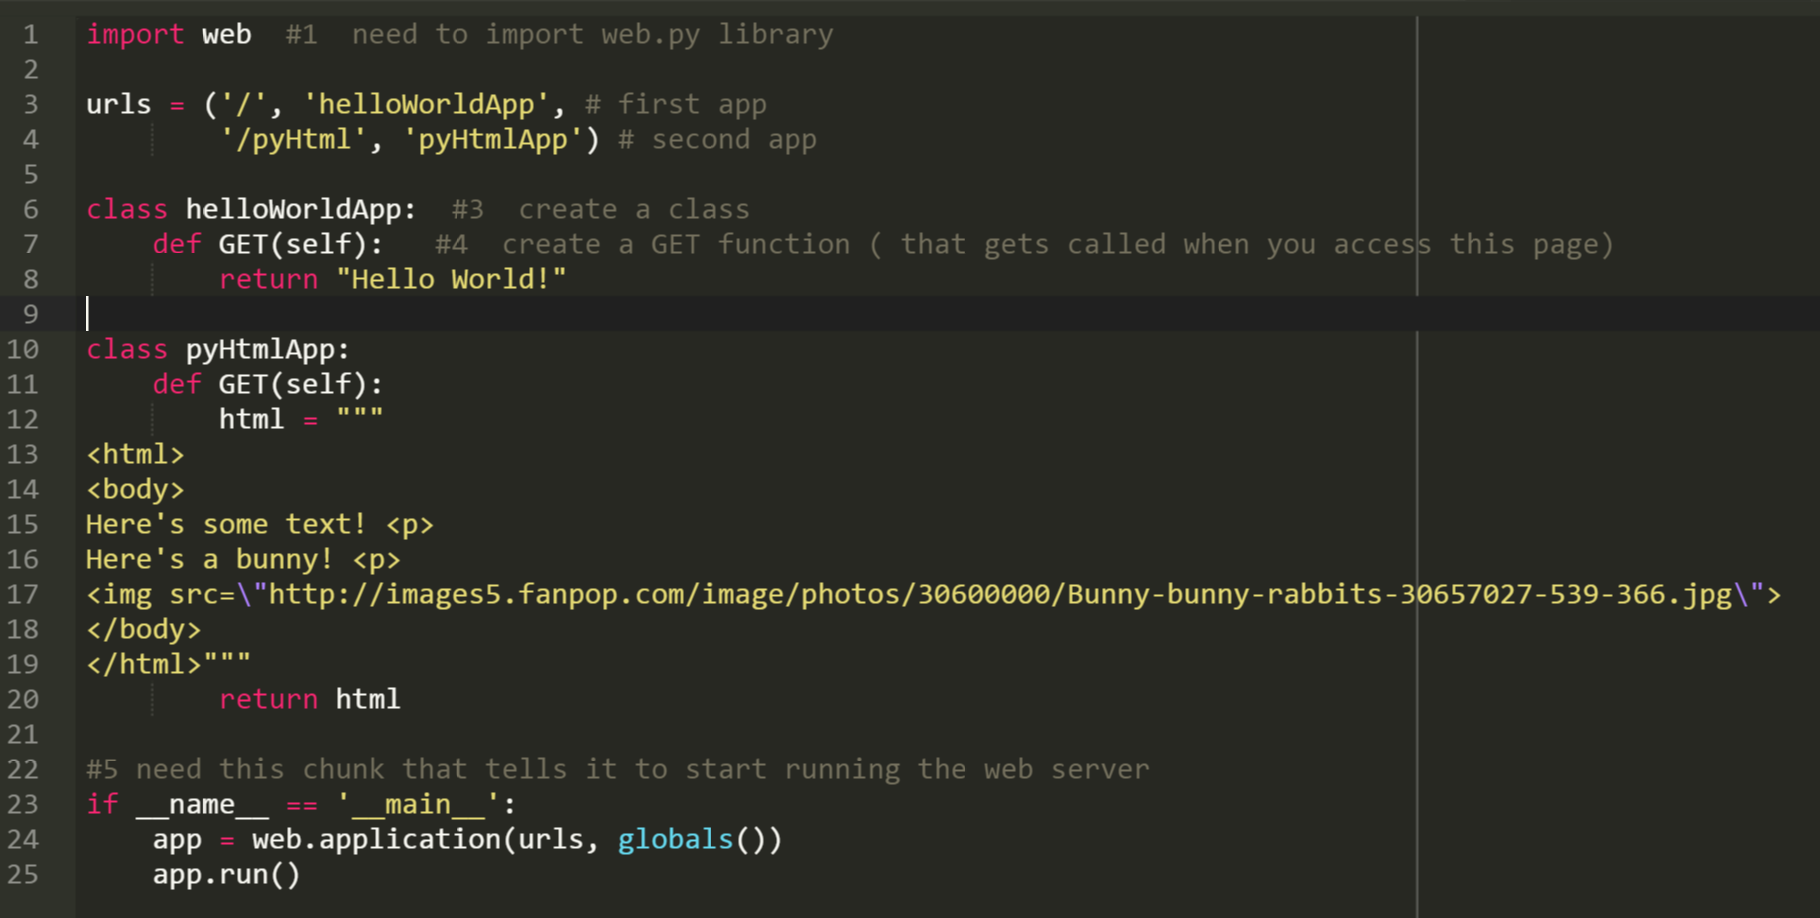 1 import web  #1  need to import web.py library
2
3 urls = ('/', 'helloWorldApp', # first app
4         '/pyHtml', 'pyHtmlApp') # second app
5
6 class helloWorldApp:  #3  create a class
7     def GET(self):   #4  create a GET function ( that gets called when you access this page)
8         return "Hello World!"
9
10 class pyHtmlApp:
11     def GET(self):
12         html = """
13 <html>
14 <body>
15 Here's some text! <p>
16 Here's a bunny! <p>
17 <img src=\"http://images5.fanpop.com/image/photos/30600000/Bunny-bunny-rabbits-30657027-539-366.jpg\">
18 </body>
19 </html>"""
20         return html
21
22 #5 need this chunk that tells it to start running the web server
23 if __name__ == '__main__':
24     app = web.application(urls, globals())
25     app.run()